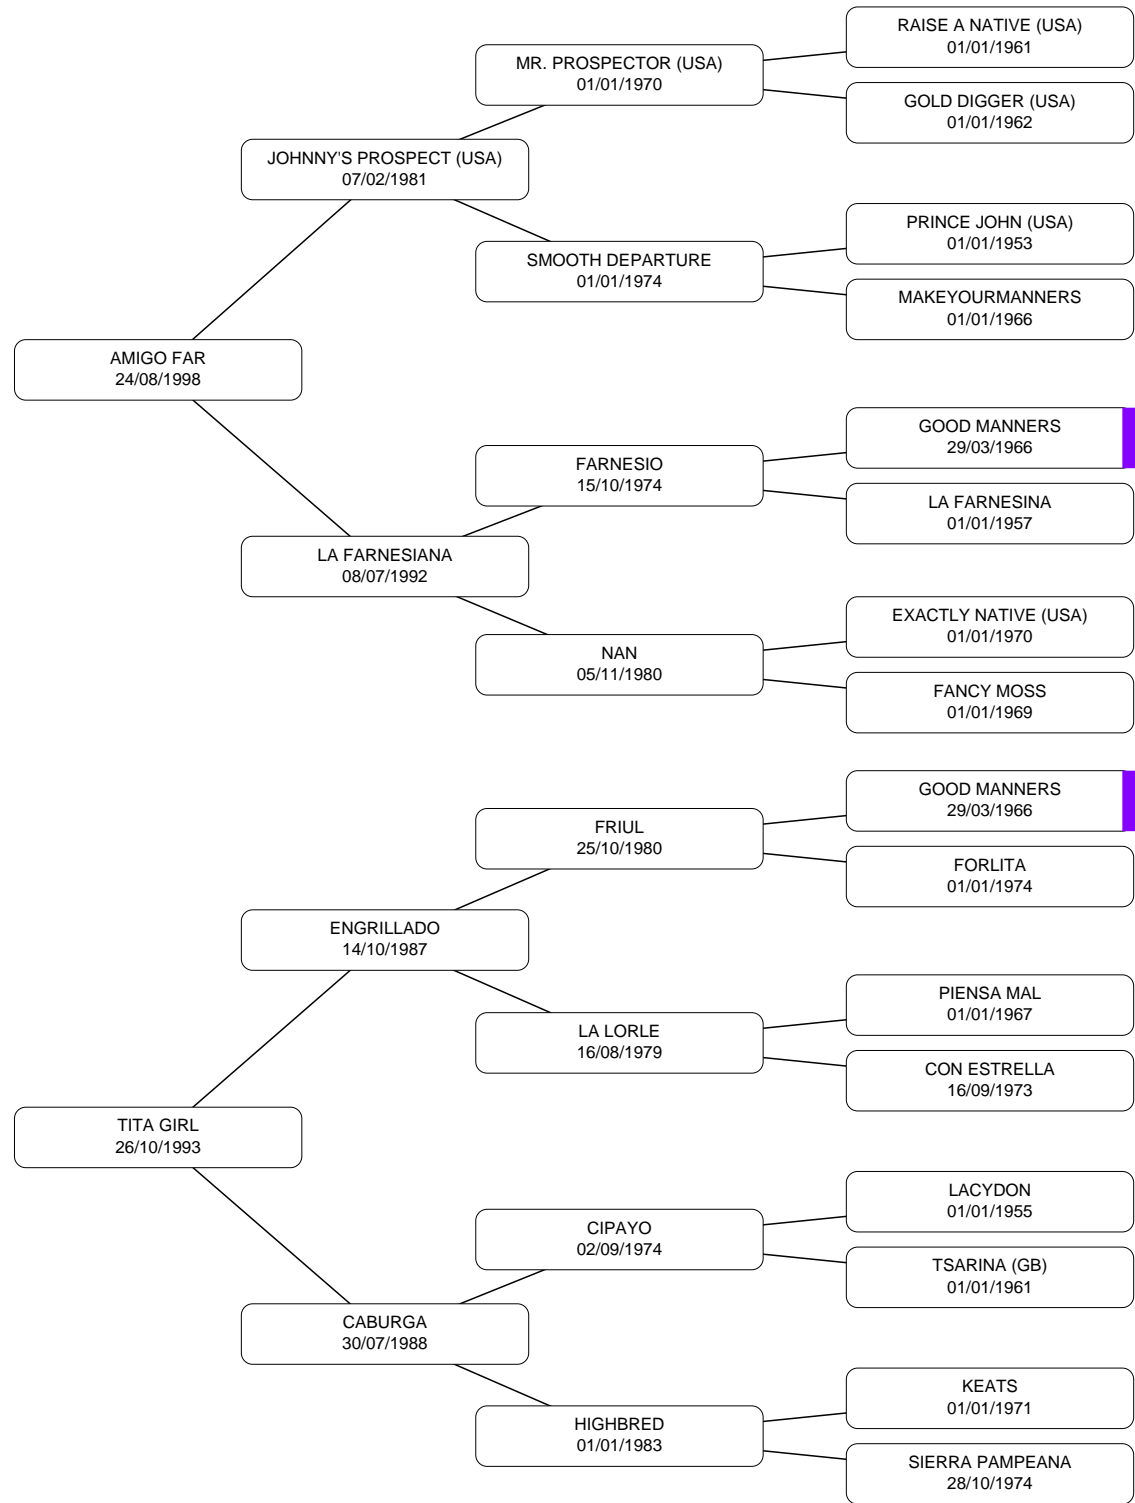 RAISE A NATIVE (USA)
01/01/1961
MR. PROSPECTOR (USA)
01/01/1970
GOLD DIGGER (USA)
01/01/1962
JOHNNY'S PROSPECT (USA)
07/02/1981
PRINCE JOHN (USA)
01/01/1953
SMOOTH DEPARTURE
01/01/1974
MAKEYOURMANNERS
01/01/1966
AMIGO FAR
24/08/1998
GOOD MANNERS
29/03/1966
FARNESIO
15/10/1974
LA FARNESINA
01/01/1957
LA FARNESIANA
08/07/1992
EXACTLY NATIVE (USA)
01/01/1970
NAN
05/11/1980
FANCY MOSS
01/01/1969
GOOD MANNERS
29/03/1966
FRIUL
25/10/1980
FORLITA
01/01/1974
ENGRILLADO
14/10/1987
PIENSA MAL
01/01/1967
LA LORLE
16/08/1979
CON ESTRELLA
16/09/1973
TITA GIRL
26/10/1993
LACYDON
01/01/1955
CIPAYO
02/09/1974
TSARINA (GB)
01/01/1961
CABURGA
30/07/1988
KEATS
01/01/1971
HIGHBRED
01/01/1983
SIERRA PAMPEANA
28/10/1974